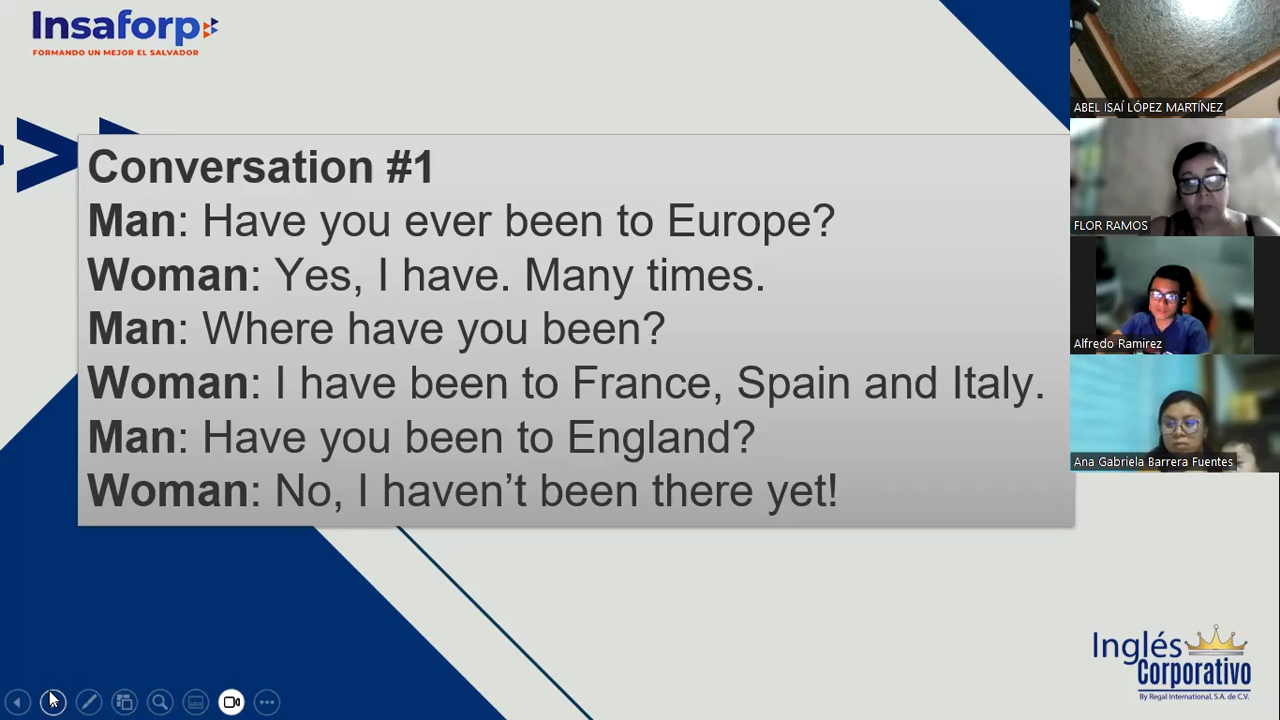 Insaforp
FORMANDO UN MEJOR EL SALVADOR
Conversation #1
Man: Have you ever been to Europe?
Woman: Yes, I have. Many times.
Man: Where have you been?
Woman: I have been to France, Spain and Italy.
Man: Have you been to England?
Woman: No, I haven’t been there yet!
ABEL ISAÍ LÓPEZ MARTÍNEZ
FLOR RAMOS
Alfredo Ramirez
Ana Gabriela Barrera Fuentes
Inglés
Corporativo
By Regal International, S.A. de C.V.